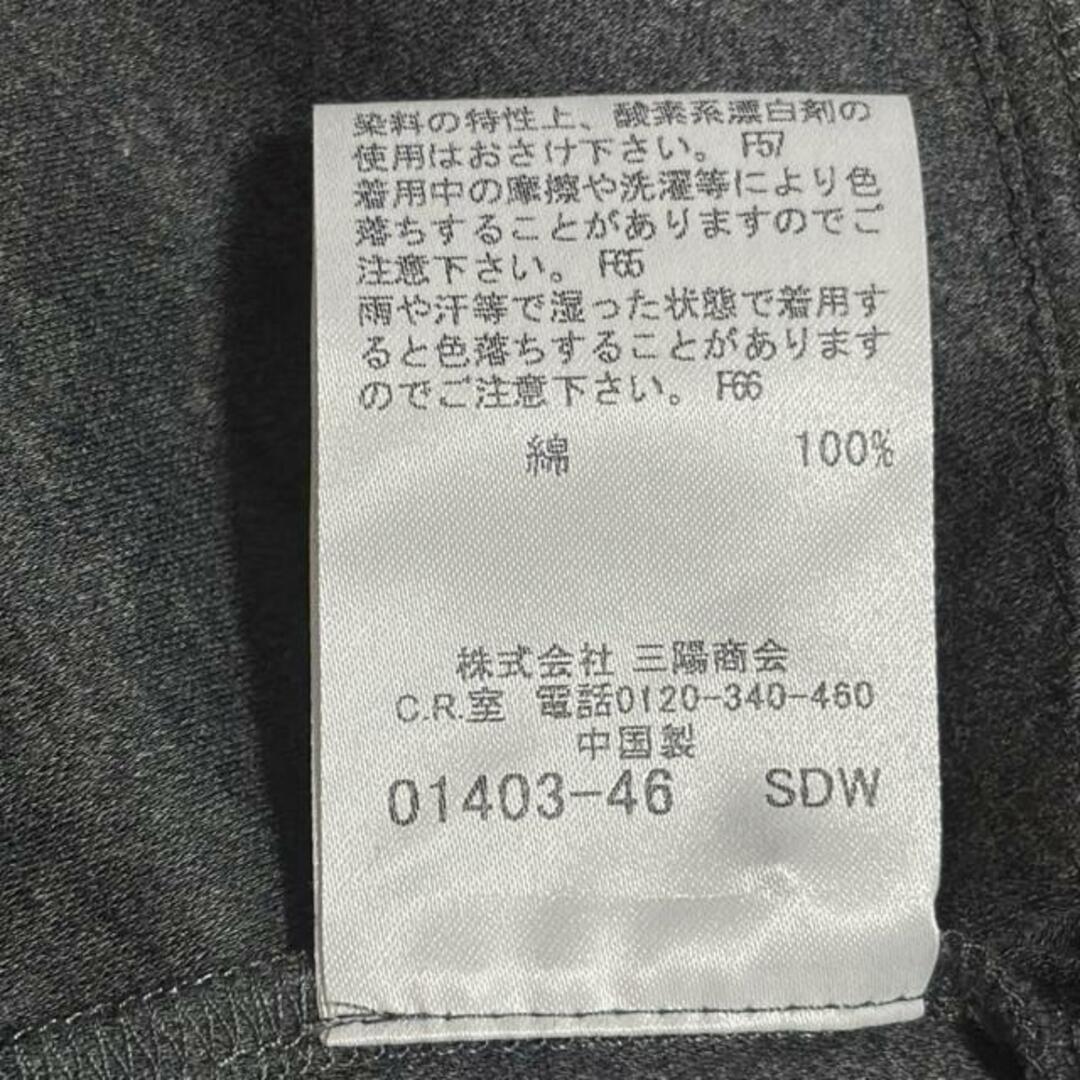 染料の特性上、酸素系漂白剤の
使用はおさけ下さい。 F57
着用中の摩擦や洗濯等により色
落ちすることがありますのでご
注意下さい。 F65
雨や汗等で湿った状態で着用す
ると色落ちすることがあります
のでご注意下さい。 F66
綿 100%
株式会社 三陽商会
C.R.室 電話0120-340-460
中国製
01403-46 SDW